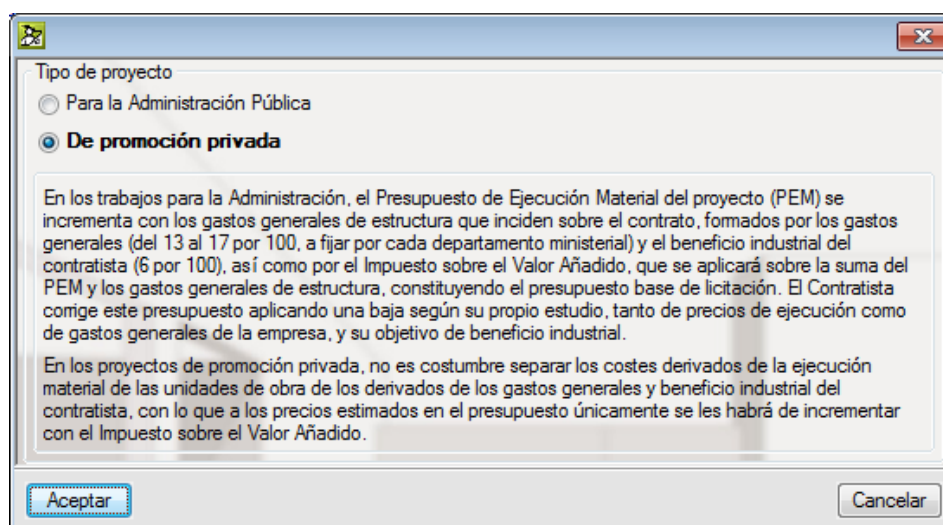 Tipo de proyecto
Para la Administración Pública
De promoción privada
En los trabajos para la Administración, el Presupuesto de Ejecución Material del proyecto (PEM) se
incrementa con los gastos generales de estructura que inciden sobre el contrato, formados por los gastos
generales (del 13 al 17 por 100, a fijar por cada departamento ministerial) y el beneficio industrial del
contratista (6 por 100), así como por el Impuesto sobre el Valor Añadido, que se aplicará sobre la suma del
PEM y los gastos generales de estructura, constituyendo el presupuesto base de licitación. El Contratista
corrige este presupuesto aplicando una baja según su propio estudio, tanto de precios de ejecución como
de gastos generales de la empresa, y su objetivo de beneficio industrial.
En los proyectos de promoción privada, no es costumbre separar los costes derivados de la ejecución
material de las unidades de obra de los derivados de los gastos generales y beneficio industrial del
contratista, con lo que a los precios estimados en el presupuesto únicamente se les habrá de incrementar
con el Impuesto sobre el Valor Añadido.
Aceptar
Cancelar